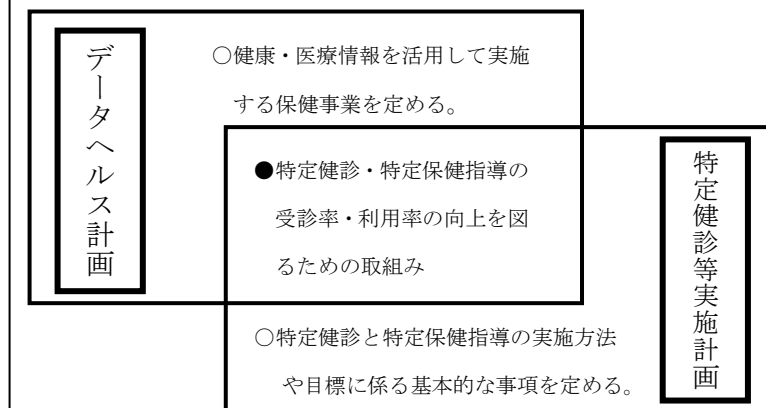 データヘルス計画
○健康・医療情報を活用して実施
する保健事業を定める。
●特定健診・特定保健指導の
受診率・利用率の向上を図
るための取組み
特定健診等実施計画
○特定健診と特定保健指導の実施方法
や目標に係る基本的な事項を定める。